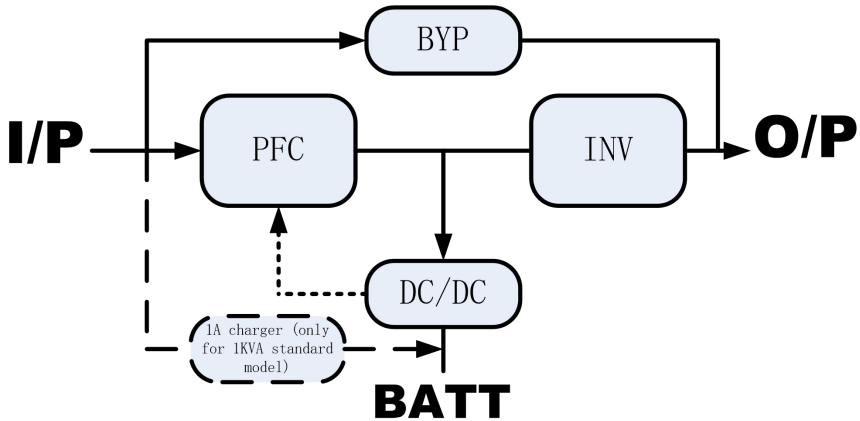 BYP
I/P
PFC
INV
O/P
DC/DC
1A charger (only
for 1KVA standard
model)
BATT